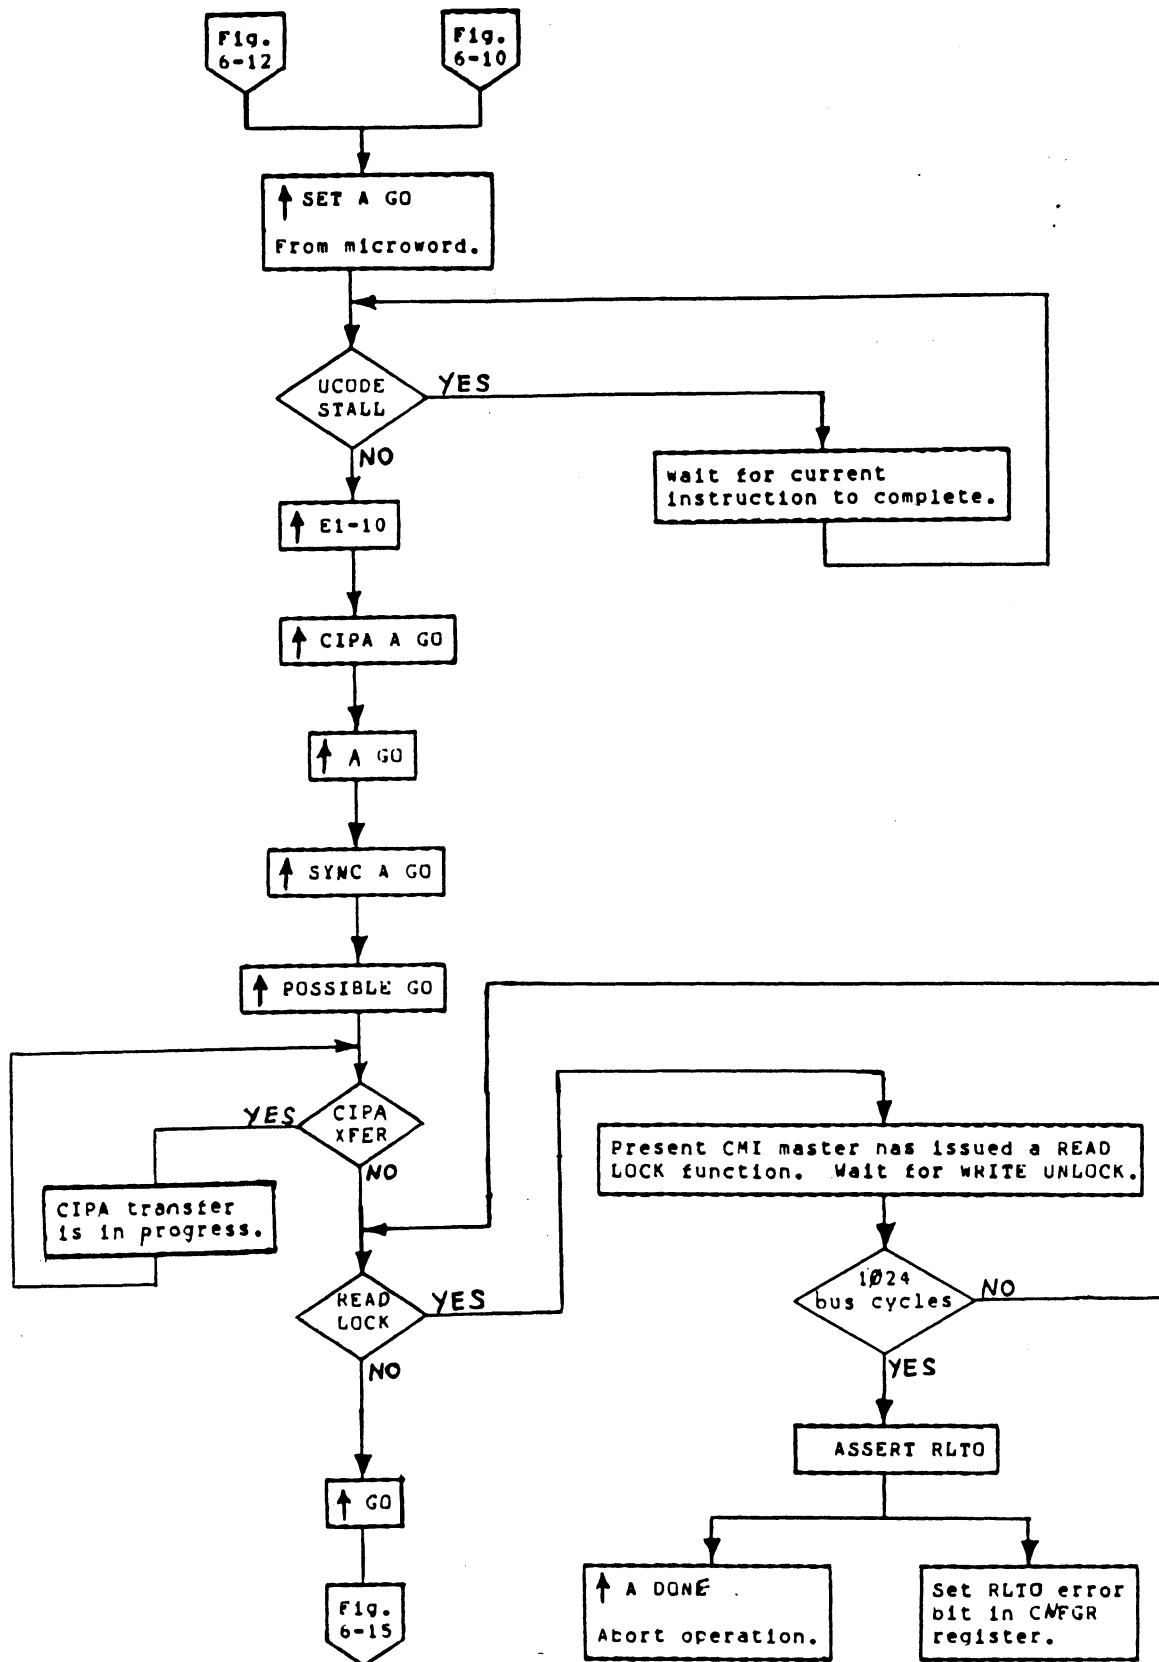 Fig.
6-12
Fig.
6-10
↑ SET A GO
From microword.
UCODE
STALL
YES
NO
Wait for current
instruction to complete.
↑ E1-10
↑ CIPA A GO
↑ A GO
↑ SYNC A GO
↑ POSSIBLE GO
CIPA
XFER
YES
NO
CIPA transfer
is in progress.
READ
LOCK
YES
NO
Present CMI master has issued a READ
LOCK function. Wait for WRITE UNLOCK.
1024
bus cycles
NO
YES
ASSERT RLTO
↑ GO
Fig.
6-15
↑ A DONE
Abort operation.
Set RLTO error
bit in CNFGR
register.